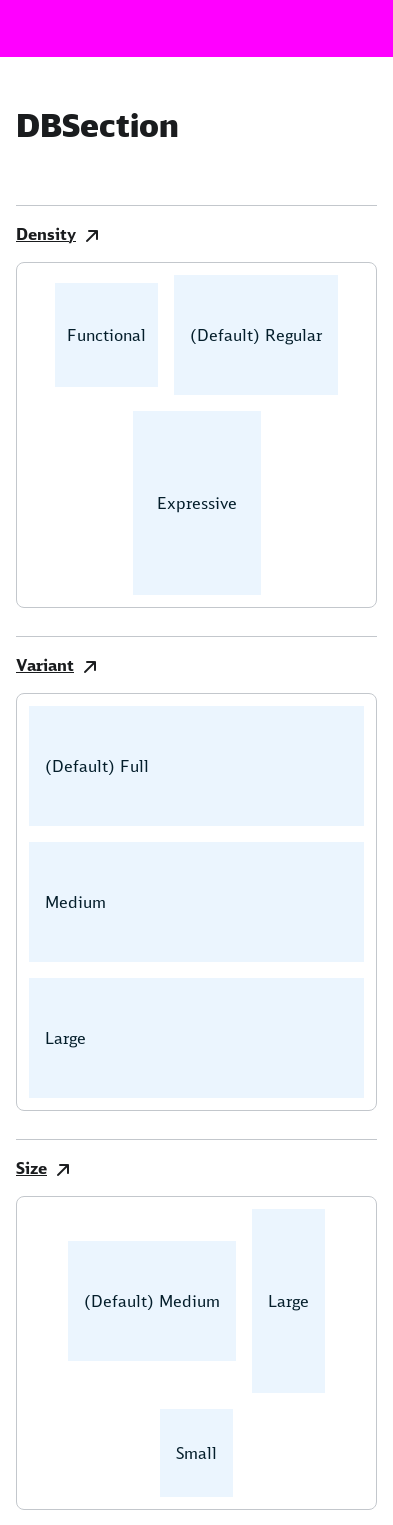 DBSection
Density
Functional
(Default) Regular
Expressive
Variant
(Default) Full
Medium
Large
Size
(Default) Medium
Large
Small